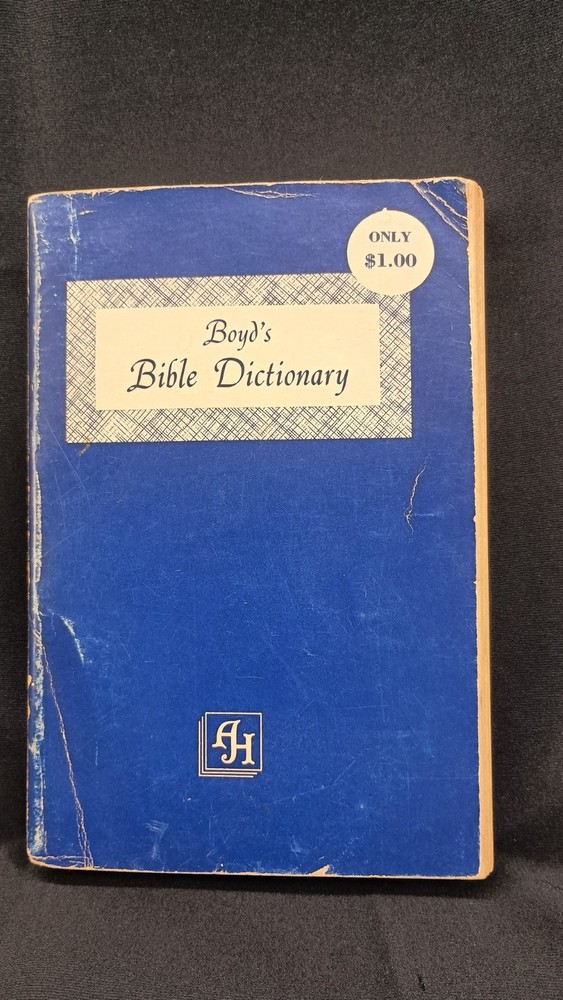 ONLY
$1.00
Boyd's
Bible Dictionary
AH